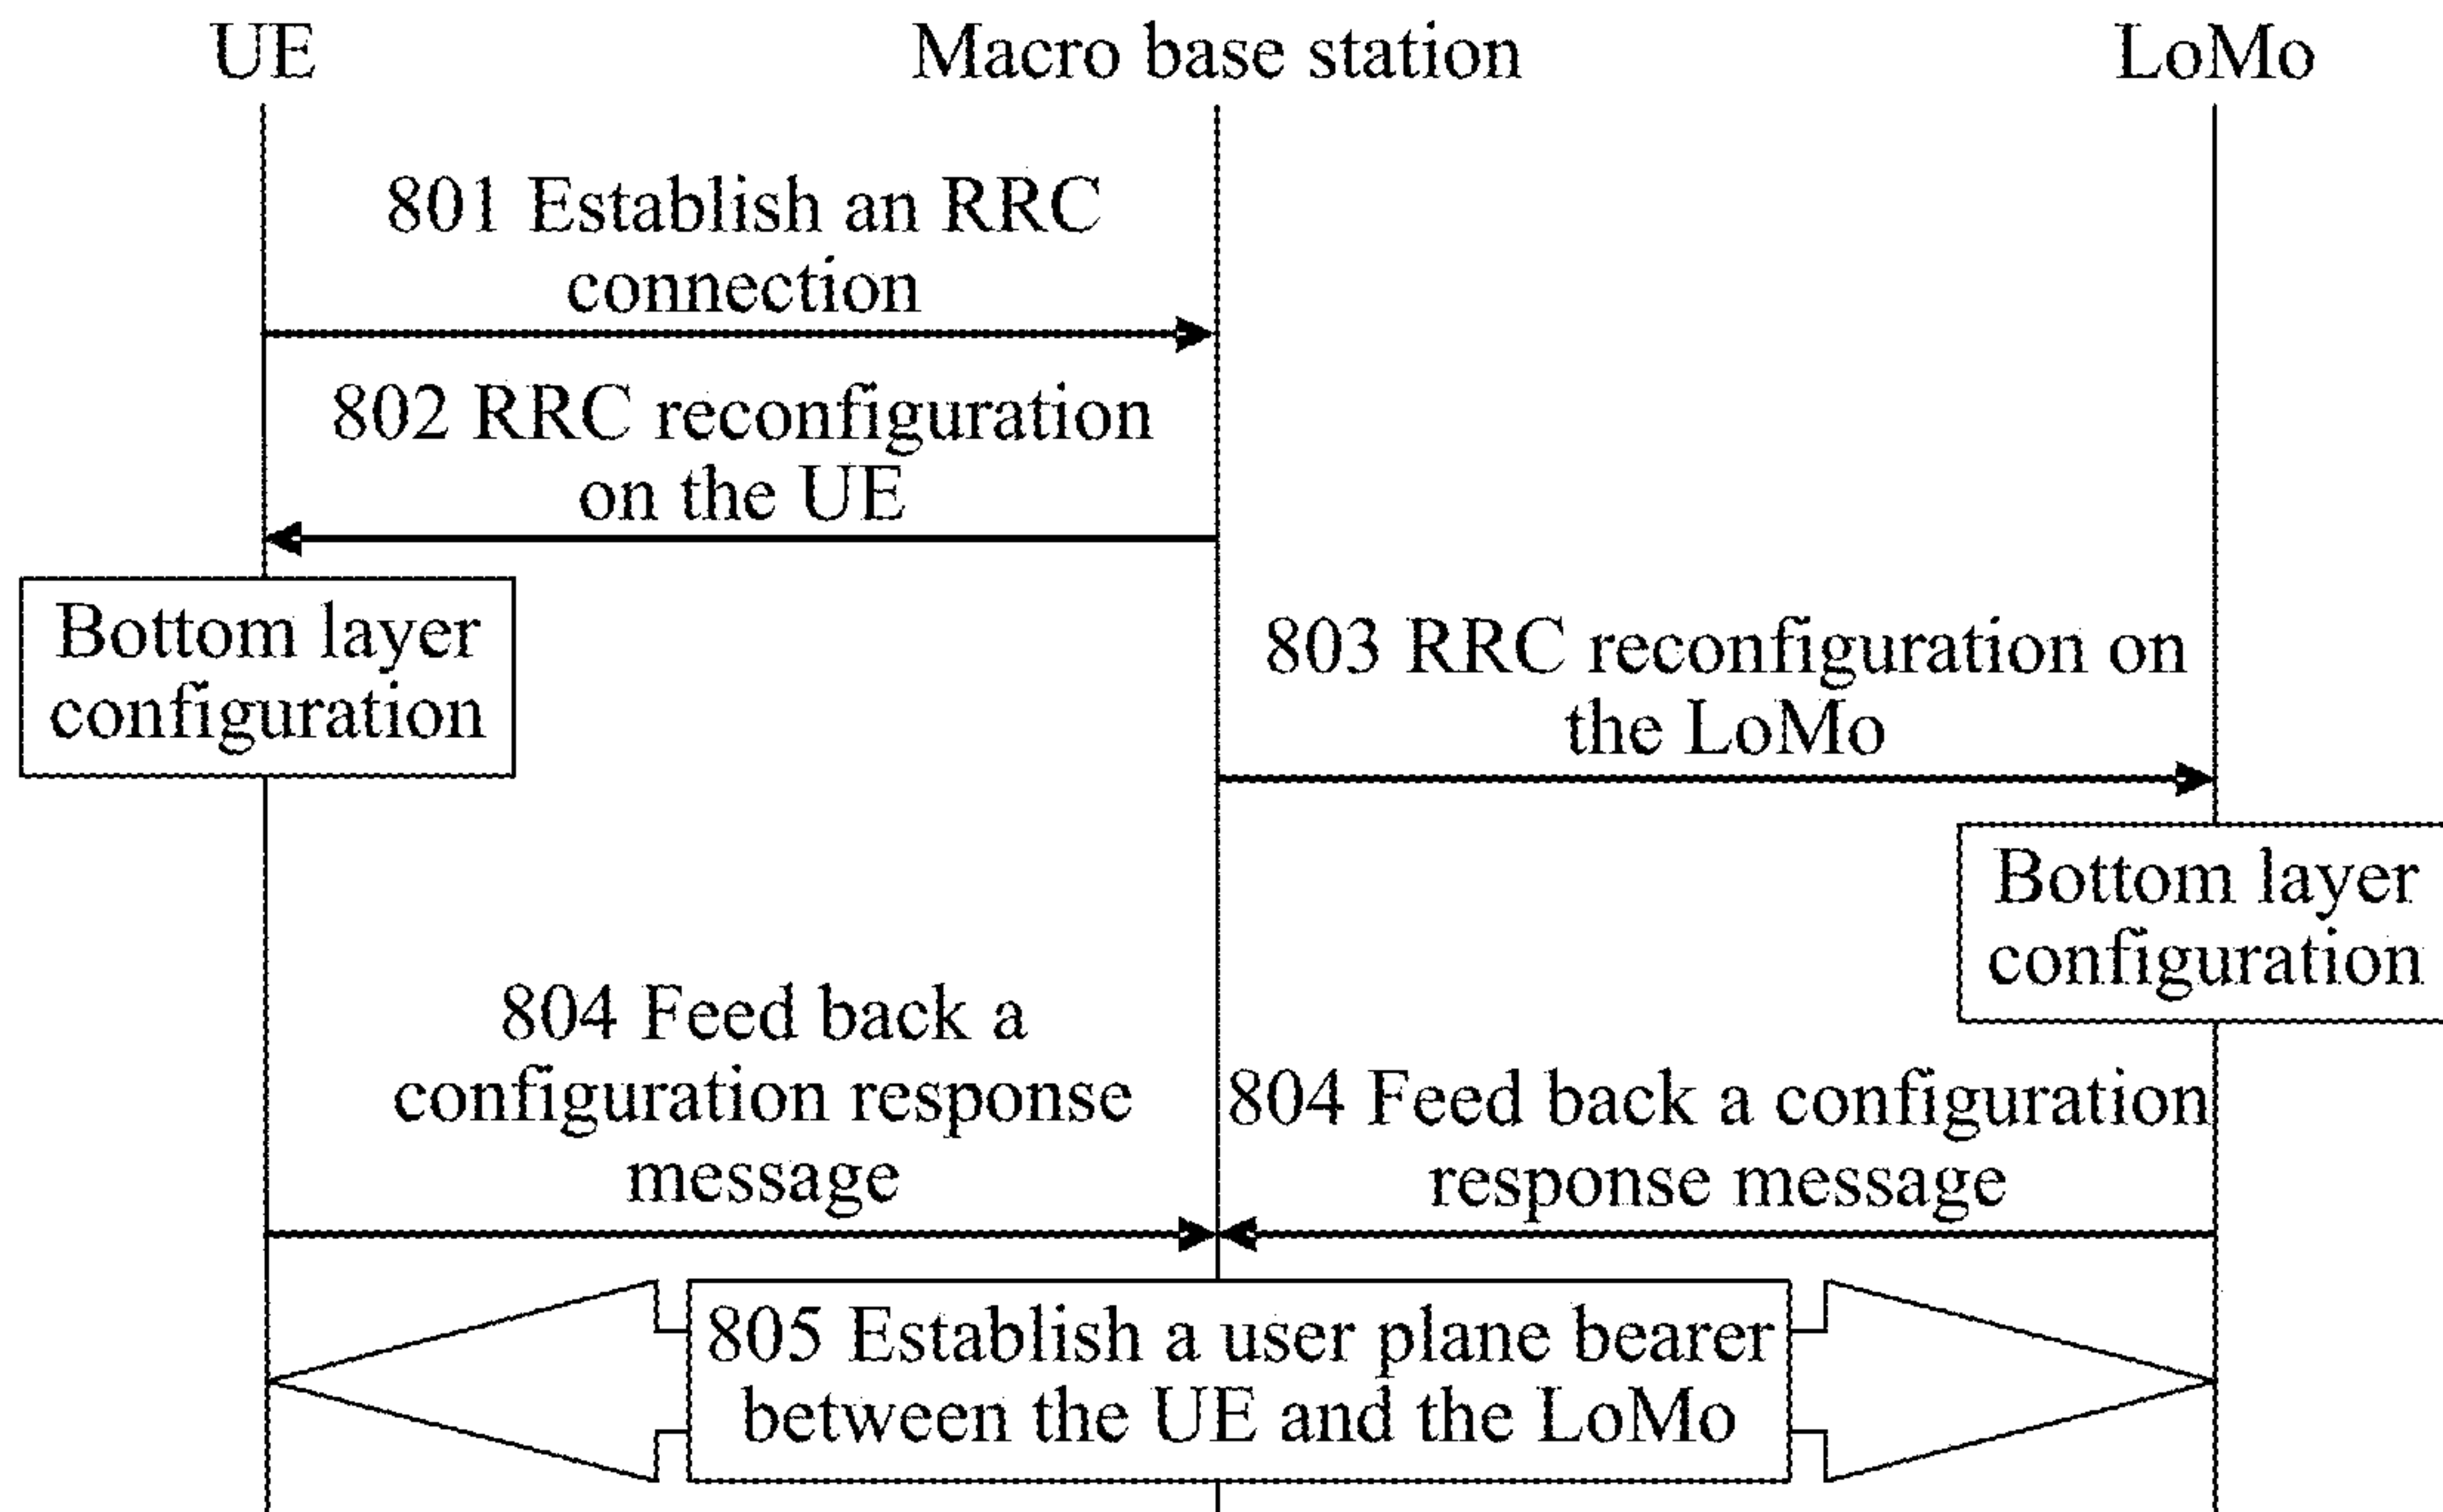 UE
Macro base station
LoMo
801 Establish an RRC
connection
802 RRC reconfiguration
on the UE
Bottom layer
configuration
803 RRC reconfiguration on
the LoMo
Bottom layer
configuration
804 Feed back a
configuration response
message
804 Feed back a configuration
response message
805 Establish a user plane bearer
between the UE and the LoMo